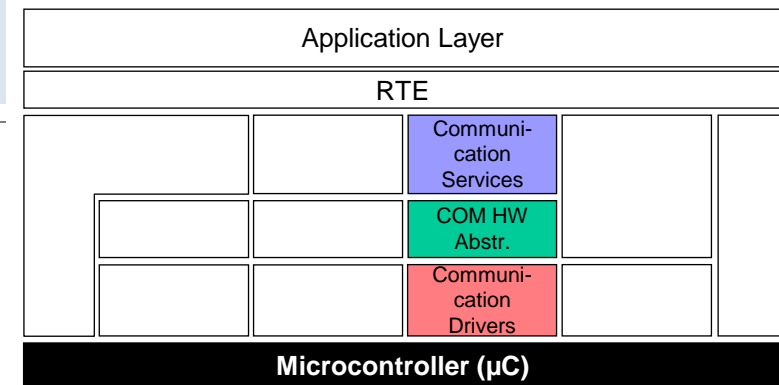 Application Layer
RTE
Communi-
cation
Services
COM HW
Abstr.
Communi-
cation
Drivers
Microcontroller (µC)